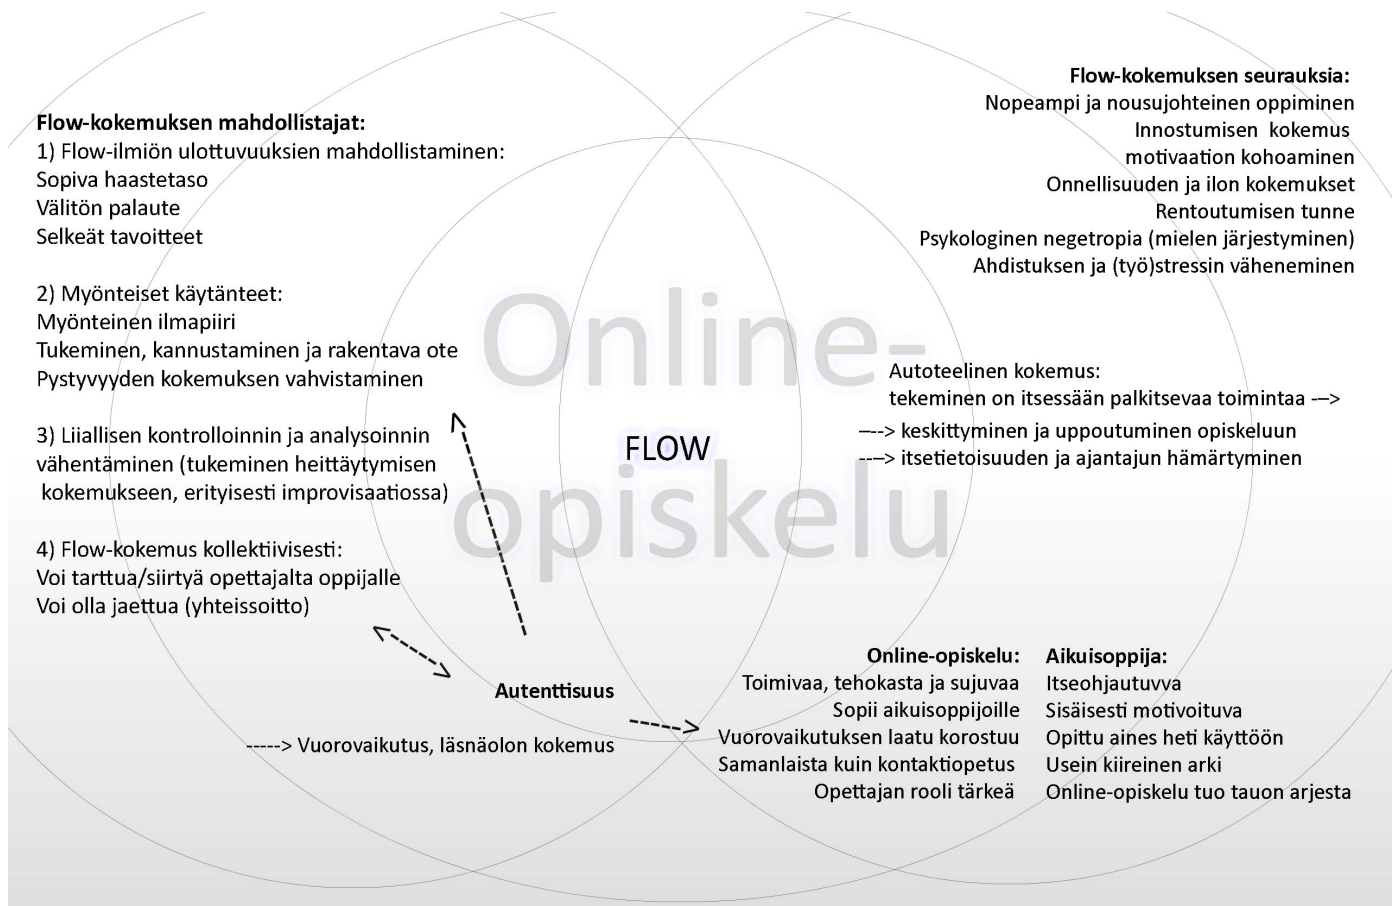 Flow-kokemuksen mahdollistajat:
1) Flow-ilmiön ulottuvuuksien mahdollistaminen:
Sopiva haastetaso
Välitön palaute
Selkeät tavoitteet
2) Myönteiset käytänteet:
Myönteinen ilmapiiri
Tukeminen, kannustaminen ja rakentava ote
Pystyvyyden kokemuksen vahvistaminen
3) Liiallisen kontrolloinnin ja analysoinnin
vähentäminen (tukeminen heittäytymisen
kokemukseen, erityisesti improvisaatiossa)
4) Flow-kokemus kollektiivisesti:
Voi tarttua/siirtyä opettajalta oppijalle
Voi olla jaettua (yhteissoitto)
Flow-kokemuksen seurauksia:
Nopeampi ja nousujohteinen oppiminen
Innostumisen kokemus
motivaation kohoaminen
Onnellisuuden ja ilon kokemukset
Rentoutumisen tunne
Psykologinen negetropia (mielen järjestyminen)
Ahdistuksen ja (työ)stressin väheneminen
Online-
opiskelu
FLOW
Autoteelinen kokemus:
tekeminen on itsessään palkitsevaa toimintaa --->
----> keskittyminen ja uppoutuminen opiskeluun
----> itsetietoisuuden ja ajantajun hämärtyminen
Autenttisuus
-----> Vuorovaikutus, läsnäolon kokemus
Online-opiskelu:
Toimivaa, tehokasta ja sujuvaa
Sopii aikuisoppijoille
Vuorovaikutuksen laatu korostuu
Samanlaista kuin kontaktiopetus
Opettajan rooli tärkeä
Aikuisoppija:
Itseohjautuvva
Sisäisesti motivoituva
Opittu aines heti käyttöön
Usein kiireinen arki
Online-opiskelu tuo tauon arjesta